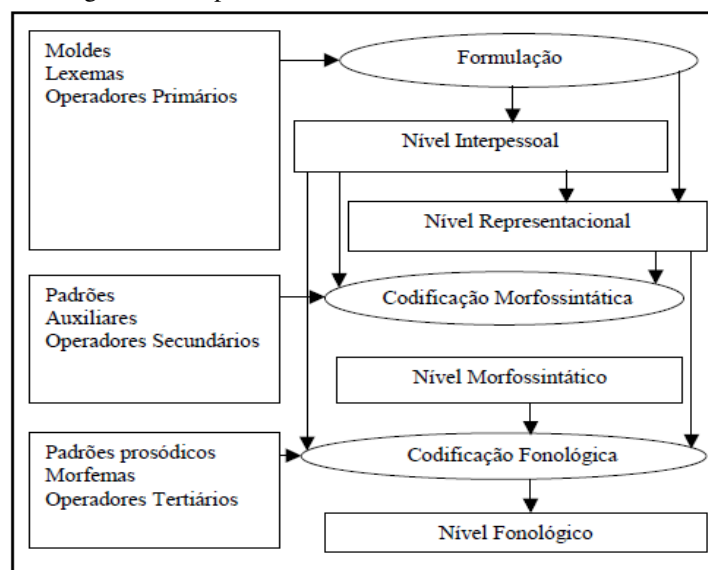 Moldes
Lexemas
Operadores Primários
Formulação
Nível Interpessoal
Nível Representacional
Padrões
Auxiliares
Operadores Secundários
Codificação Morfossintática
Nível Morfossintático
Padrões prosódicos
Morfemas
Operadores Tertiários
Codificação Fonológica
Nível Fonológico